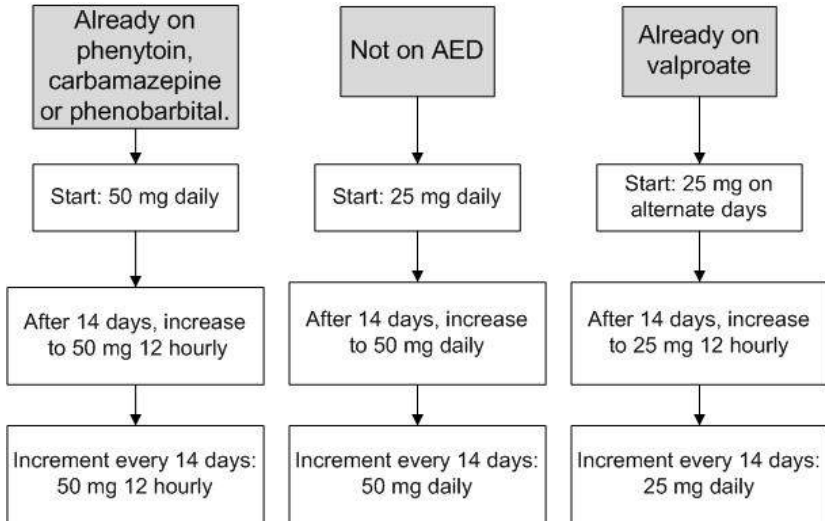 Already on
phenytoin,
carbamazepine
or phenobarbital.
Not on AED
Already on
valproate
Start: 50 mg daily
Start: 25 mg daily
Start: 25 mg on
alternate days
After 14 days, increase
to 50 mg 12 hourly
After 14 days, increase
to 50 mg daily
After 14 days, increase
to 25 mg 12 hourly
Increment every 14 days:
50 mg 12 hourly
Increment every 14 days:
50 mg daily
Increment every 14 days:
25 mg daily